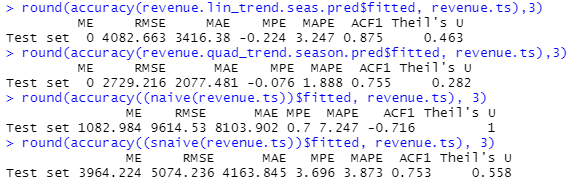 > round(accuracy(revenue.lin_trend.seas.pred$fitted, revenue.ts),3)
ME RMSE MAE MPE MAPE ACF1 Theil's U
Test set 0 4082.663 3416.38 -0.224 3.247 0.875 0.463
> round(accuracy(revenue.quad_trend.season.pred$fitted, revenue.ts),3)
ME RMSE MAE MPE MAPE ACF1 Theil's U
Test set 0 2729.216 2077.481 -0.076 1.888 0.755 0.282
> round(accuracy((naive(revenue.ts))$fitted, revenue.ts), 3)
ME RMSE MAE MPE MAPE ACF1 Theil's U
Test set 1082.984 9614.53 8103.902 0.7 7.247 -0.716 1
> round(accuracy((snaive(revenue.ts))$fitted, revenue.ts), 3)
ME RMSE MAE MPE MAPE ACF1 Theil's U
Test set 3964.224 5074.236 4163.845 3.696 3.873 0.753 0.558